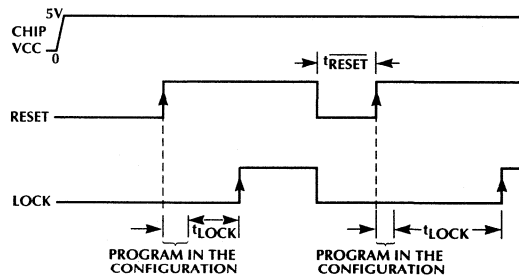 5V
CHIP
VCC
0
tRESET
RESET
LOCK
tLOCK
tLOCK
PROGRAM IN THE
CONFIGURATION
PROGRAM IN THE
CONFIGURATION